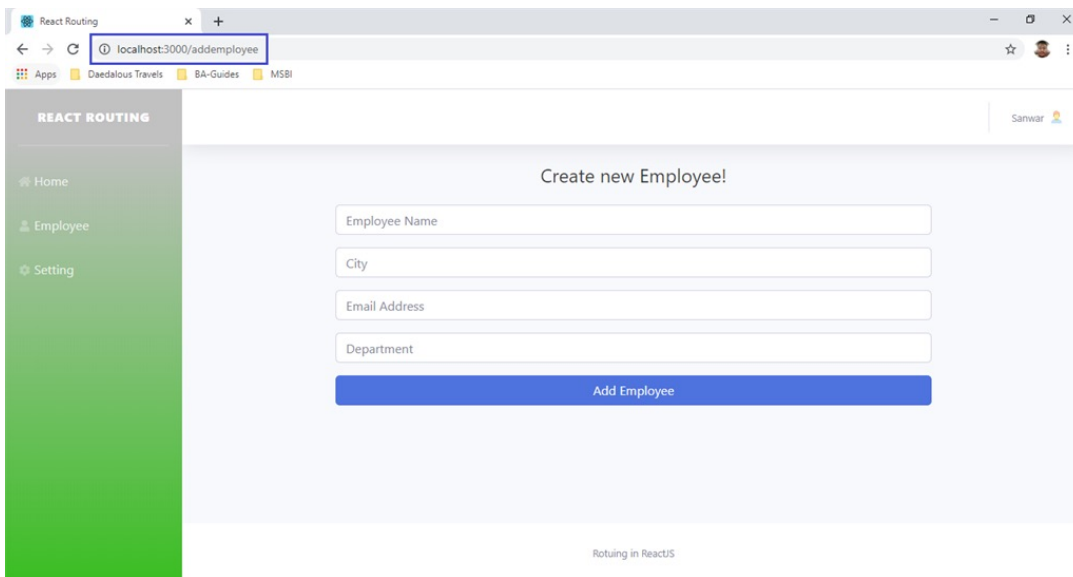 React Routing
localhost:3000/addemployee
Apps Daedalous Travels BA-Guides MSBI
REACT ROUTING
Sanwar
Home
Employee
Setting
Create new Employee!
Employee Name
City
Email Address
Department
Add Employee
Rotuing in ReactJS